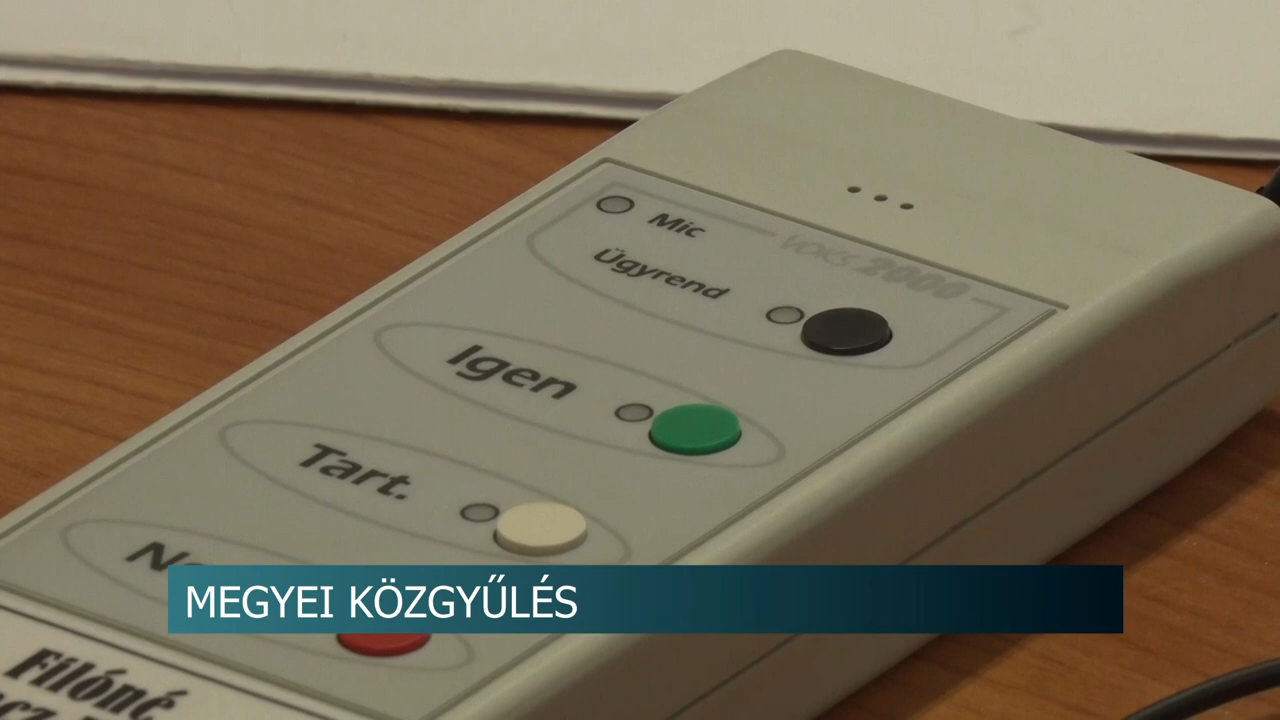 Mic
VOKS 2000
Ügyrend
Igen
Tart.
MEGYEI KÖZGYŰLÉS
Filóné